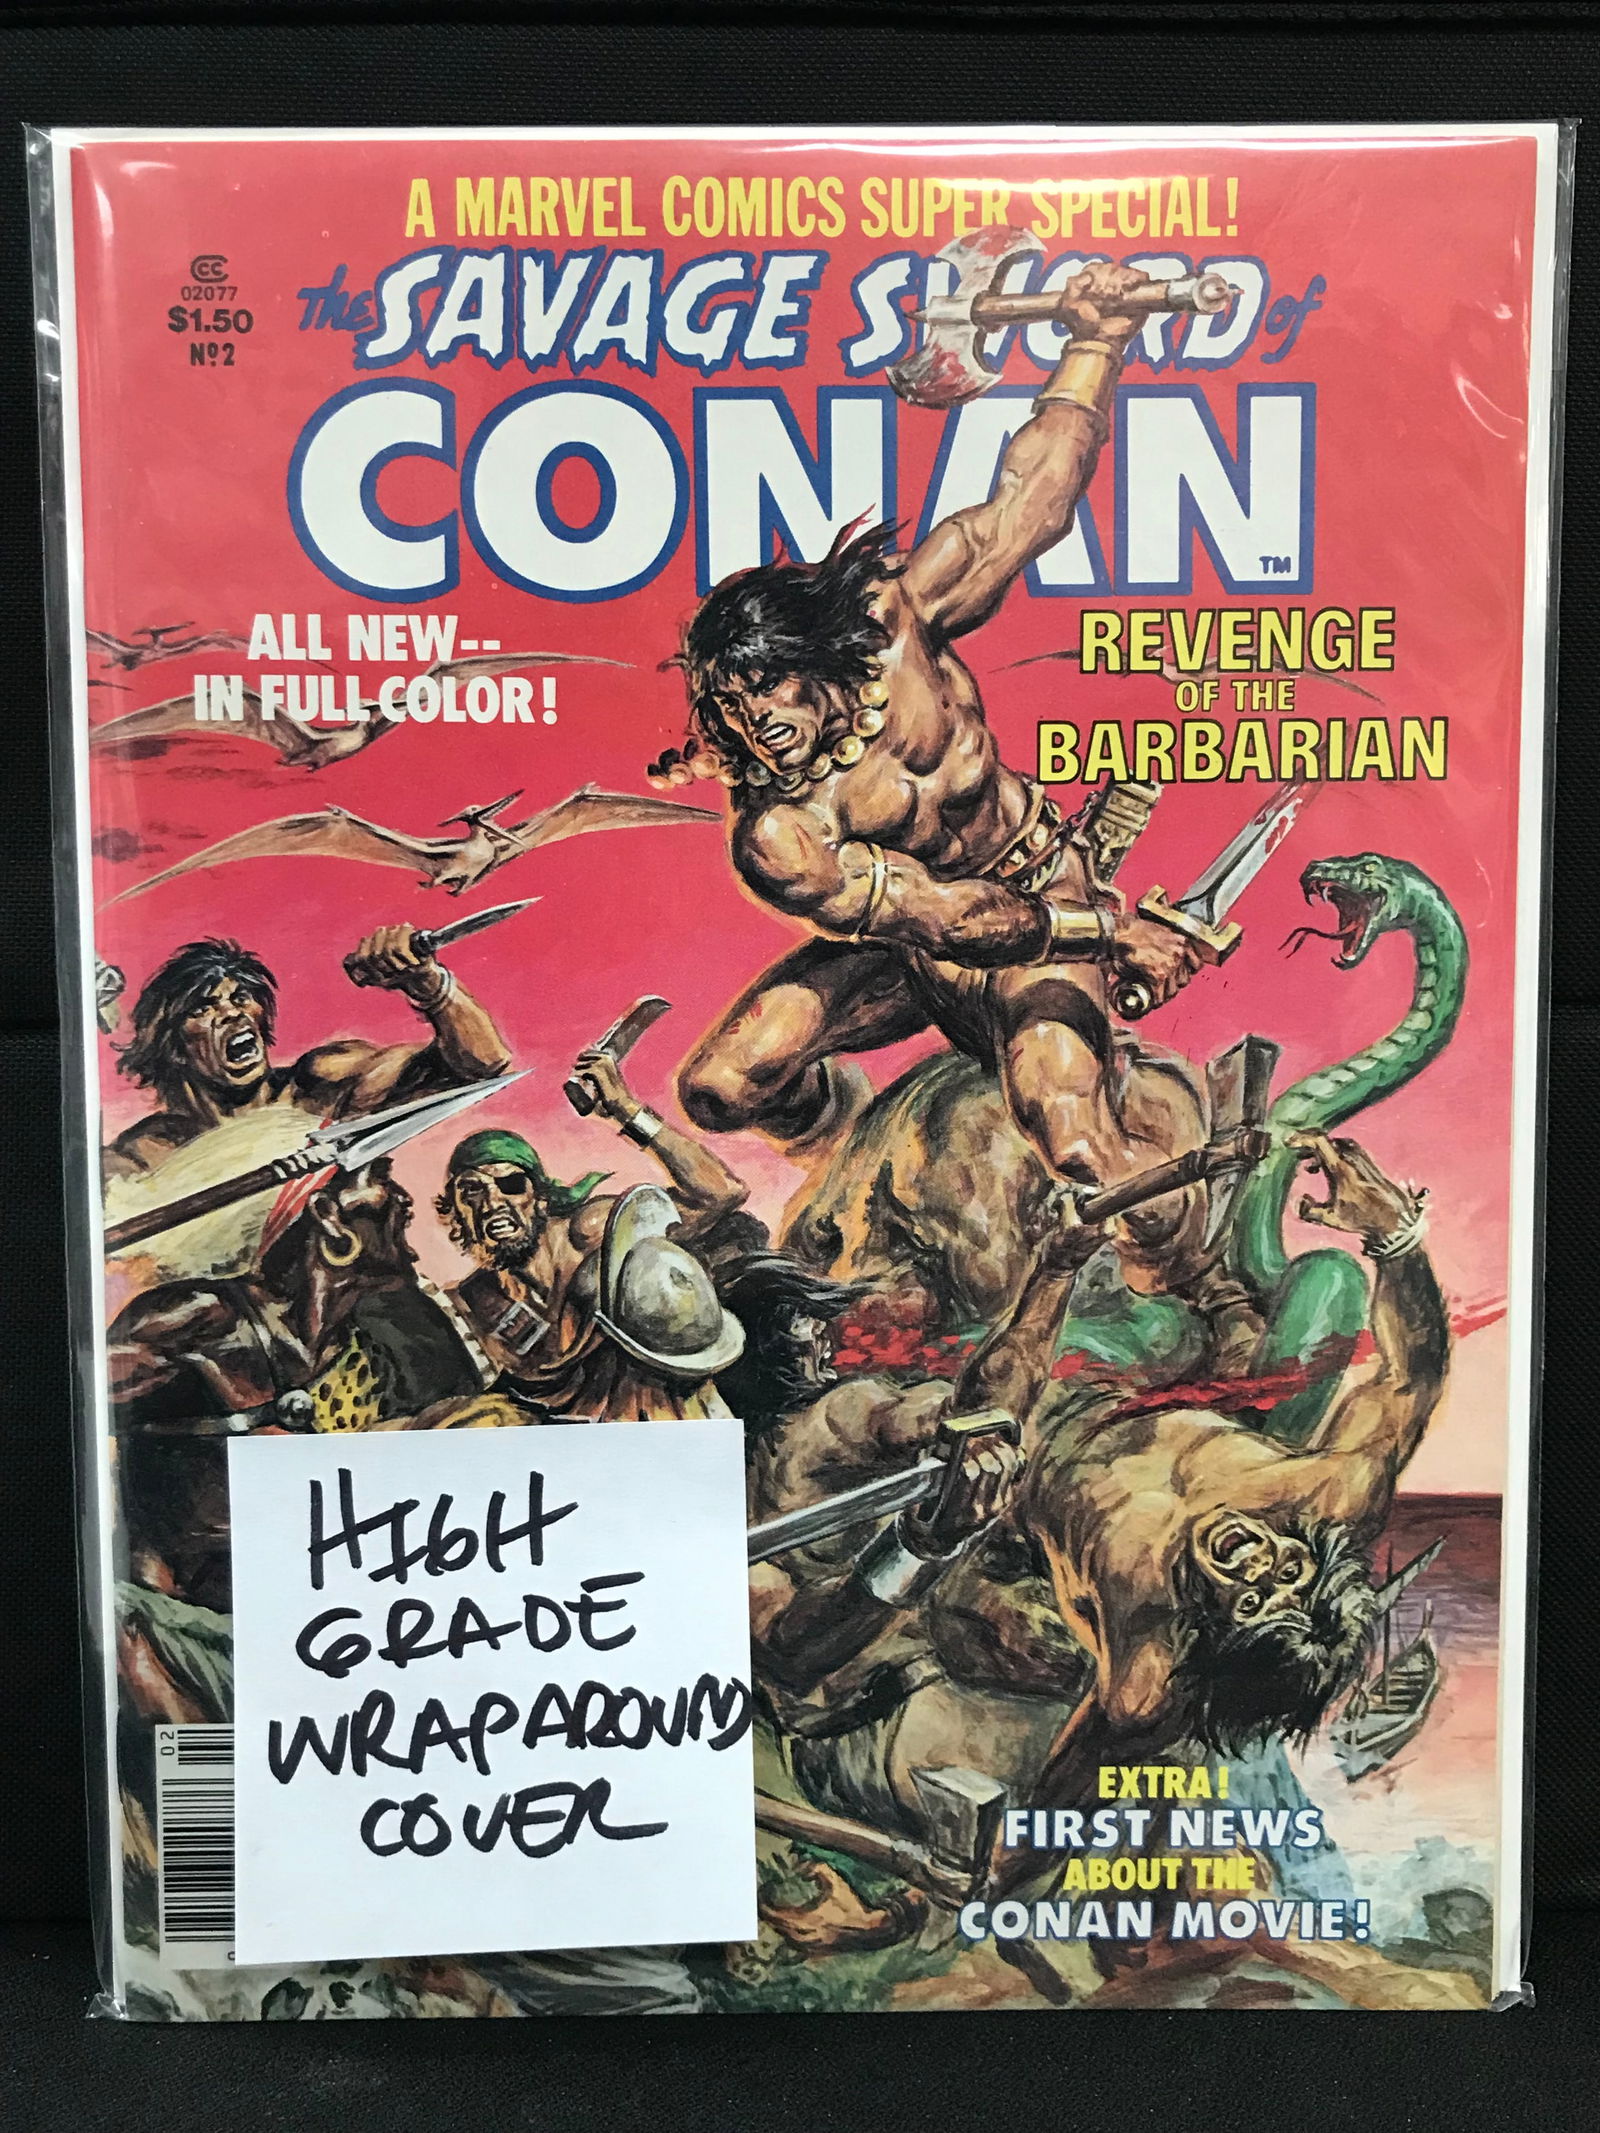 A MARVEL COMICS SUPER SPECIAL!
CC
02077
$1.50
Nº2
The SAVAGE SWORD of
CONAN
TM
ALL NEW--
IN FULL COLOR!
REVENGE
OF THE
BARBARIAN
HIGH
GRADE
WRAPAROUND
COVER
02
EXTRA!
FIRST NEWS
ABOUT THE
CONAN MOVIE!